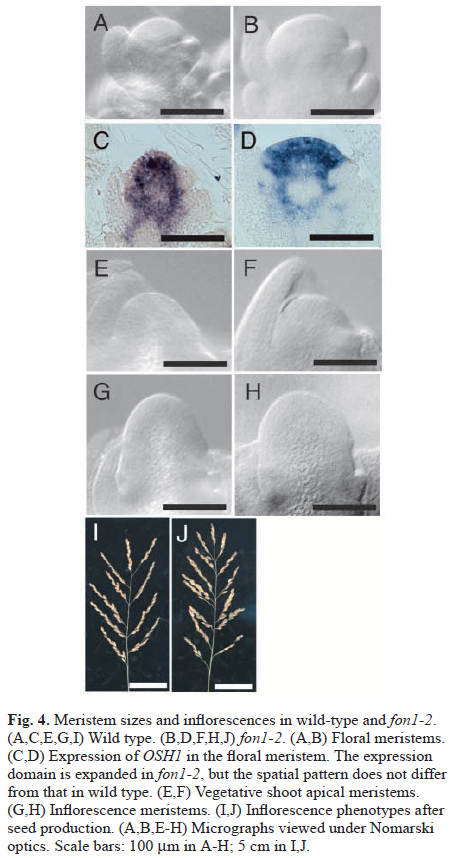 A
B
C
D
E
F
G
H
I
J
Fig. 4. Meristem sizes and inflorescences in wild-type and fon1-2.
(A,C,E,G,I) Wild type. (B,D,F,H,J) fon1-2. (A,B) Floral meristems.
(C,D) Expression of OSH1 in the floral meristem. The expression
domain is expanded in fon1-2, but the spatial pattern does not differ
from that in wild type. (E,F) Vegetative shoot apical meristems.
(G,H) Inflorescence meristems. (I,J) Inflorescence phenotypes after
seed production. (A,B,E-H) Micrographs viewed under Nomarski
optics. Scale bars: 100 μm in A-H; 5 cm in I,J.